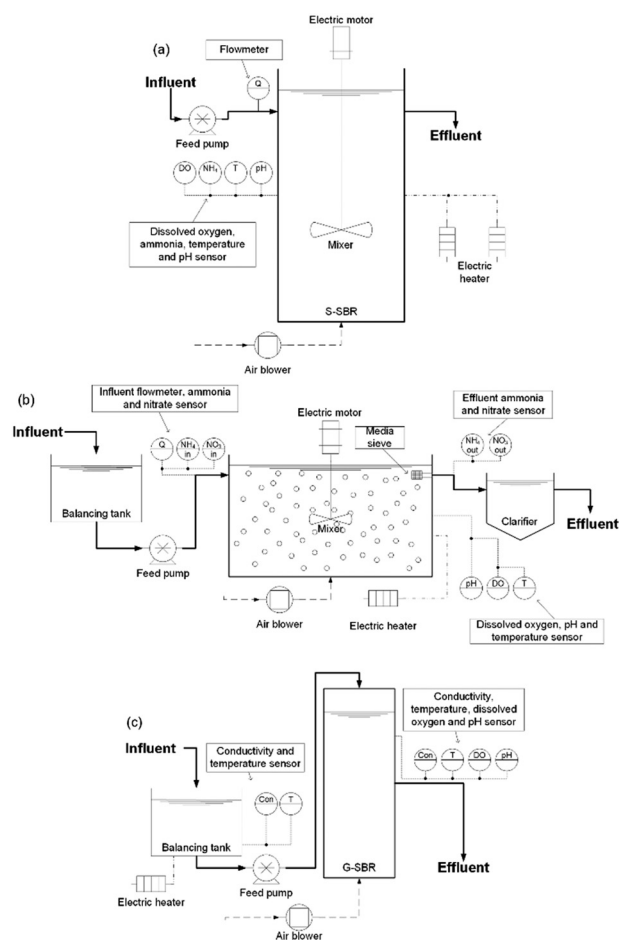 (a)
Electric motor
Flowmeter
Influent
Q
Feed pump
Effluent
DO
NH₄
T
pH
Dissolved oxygen,
ammonia, temperature
and pH sensor
Mixer
Electric
heater
S-SBR
Air blower
(b)
Influent flowmeter, ammonia
and nitrate sensor
Effluent ammonia
and nitrate sensor
Electric motor
Media
sieve
Influent
Q
NH₄
in
NO₃
in
NH₄
out
NO₃
out
Balancing tank
Mixer
Clarifier
Effluent
Feed pump
pH
DO
T
Air blower
Electric heater
Dissolved oxygen, pH and
temperature sensor
(c)
Conductivity,
temperature, dissolved
oxygen and pH sensor
Influent
Conductivity and
temperature sensor
Con
T
DO
pH
Con
T
Balancing tank
Electric heater
Feed pump
G-SBR
Effluent
Air blower